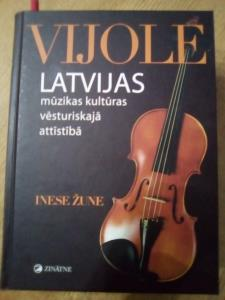 VIJOLE
LATVIJAS
mūzikas kultūras
vēsturiskajā
attīstībā
INESE ŽUNE
ZINĀTNE